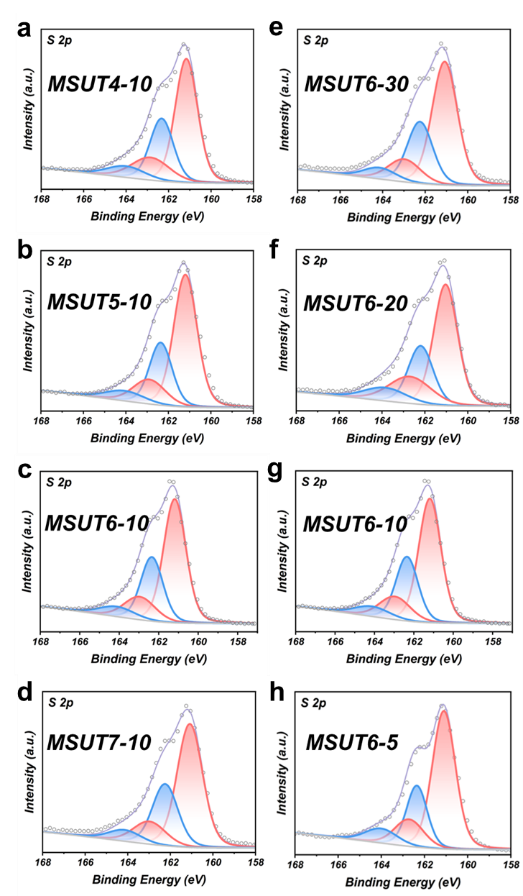 a
S 2p
MSUT4-10
Intensity (a.u.)
168 166 164 162 160 158
Binding Energy (eV)
e
S 2p
MSUT6-30
Intensity (a.u.)
168 166 164 162 160 158
Binding Energy (eV)
b
S 2p
MSUT5-10
Intensity (a.u.)
168 166 164 162 160 158
Binding Energy (eV)
f
S 2p
MSUT6-20
Intensity (a.u.)
168 166 164 162 160 158
Binding Energy (eV)
c
S 2p
MSUT6-10
Intensity (a.u.)
168 166 164 162 160 158
Binding Energy (eV)
g
S 2p
MSUT6-10
Intensity (a.u.)
168 166 164 162 160 158
Binding Energy (eV)
d
S 2p
MSUT7-10
Intensity (a.u.)
168 166 164 162 160 158
Binding Energy (eV)
h
S 2p
MSUT6-5
Intensity (a.u.)
168 166 164 162 160 158
Binding Energy (eV)